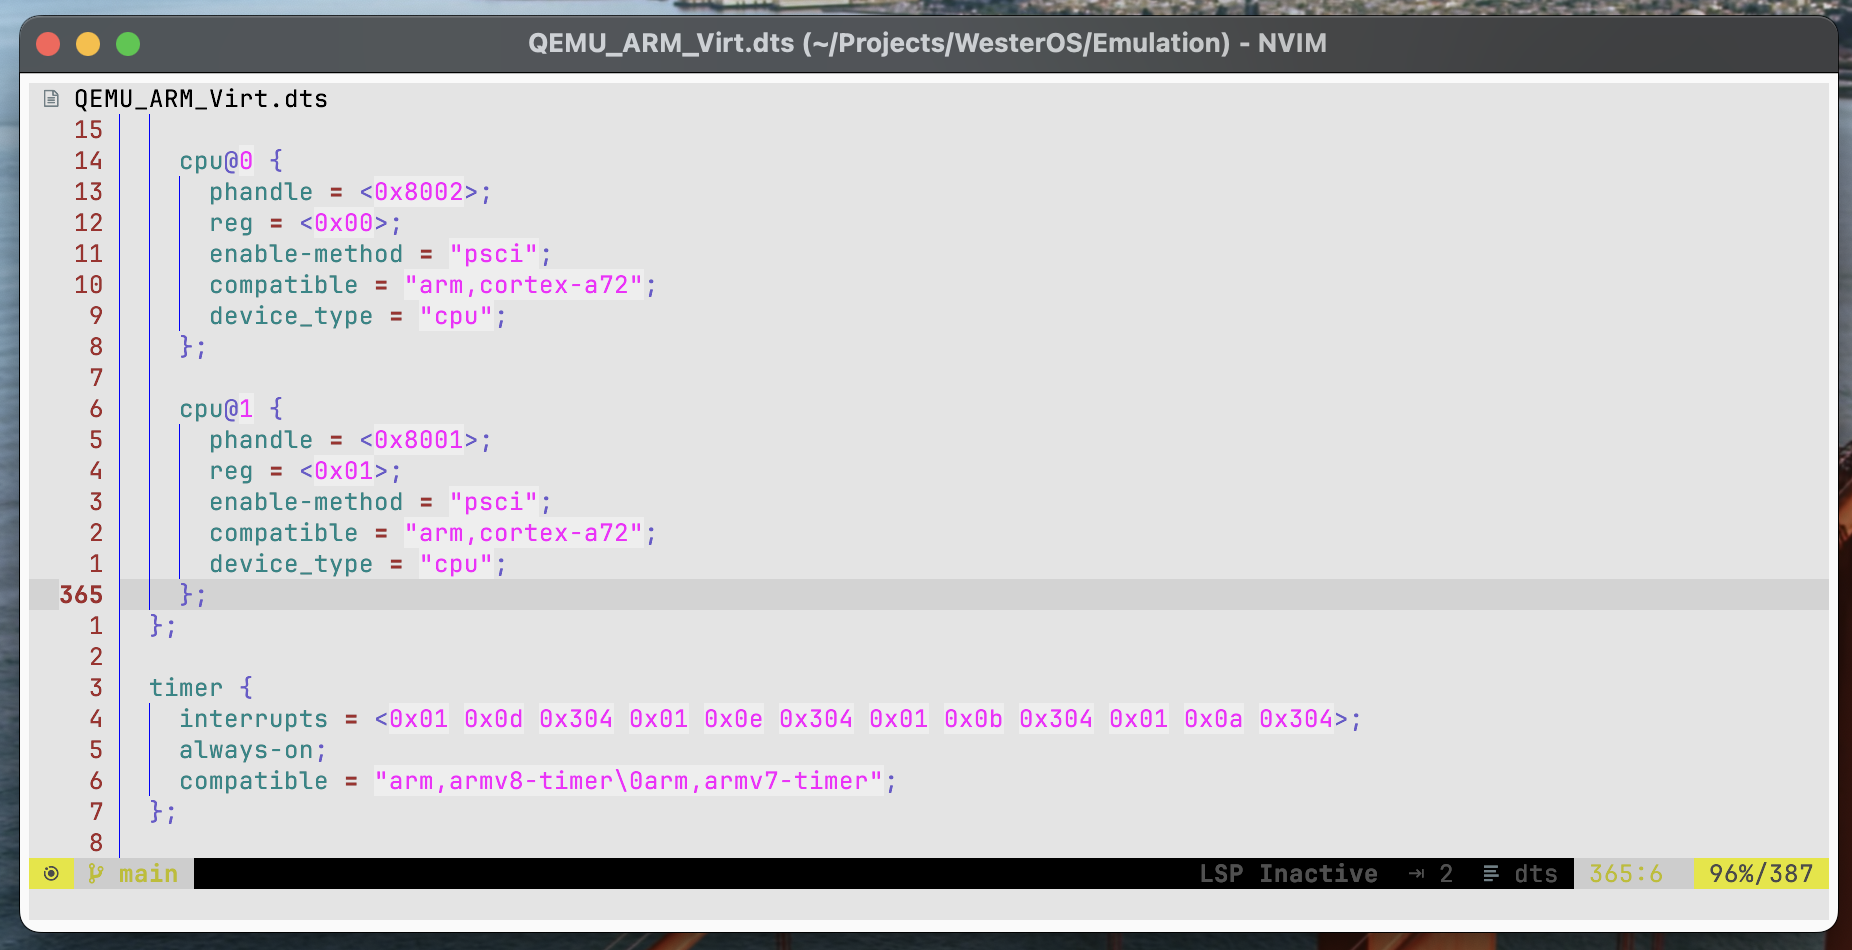 QEMU_ARM_Virt.dts (~/Projects/WesterOS/Emulation) - NVIM
QEMU_ARM_Virt.dts
15
14 cpu@0 {
13 phandle = <0x8002>;
12 reg = <0x00>;
11 enable-method = "psci";
10 compatible = "arm,cortex-a72";
9 device_type = "cpu";
8 };
7
6 cpu@1 {
5 phandle = <0x8001>;
4 reg = <0x01>;
3 enable-method = "psci";
2 compatible = "arm,cortex-a72";
1 device_type = "cpu";
365 };
1 };
2
3 timer {
4 interrupts = <0x01 0x0d 0x304 0x01 0x0e 0x304 0x01 0x0b 0x304 0x01 0x0a 0x304>;
5 always-on;
6 compatible = "arm,armv8-timer\0arm,armv7-timer";
7 };
8
main LSP Inactive 2 dts 365:6 96%/387